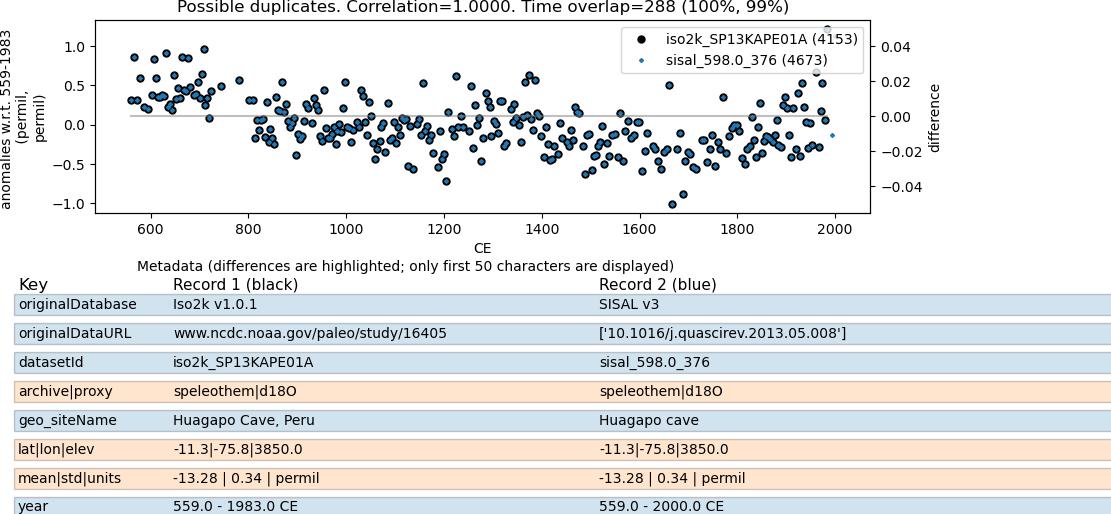 Possible duplicates. Correlation=1.0000. Time overlap=288 (100%, 99%)
anomalies w.r.t. 559-1983
(permil,
permil)
1.0
0.5
0.0
−0.5
−1.0
iso2k_SP13KAPE01A (4153)
sisal_598.0_376 (4673)
0.04
0.02
0.00
−0.02
−0.04
difference
600 800 1000 1200 1400 1600 1800 2000
CE
Metadata (differences are highlighted; only first 50 characters are displayed)
Key Record 1 (black) Record 2 (blue)
originalDatabase Iso2k v1.0.1 SISAL v3
originalDataURL www.ncdc.noaa.gov/paleo/study/16405 ['10.1016/j.quascirev.2013.05.008']
datasetId iso2k_SP13KAPE01A sisal_598.0_376
archive|proxy speleothem|d18O speleothem|d18O
geo_siteName Huagapo Cave, Peru Huagapo cave
lat|lon|elev -11.3|-75.8|3850.0 -11.3|-75.8|3850.0
mean|std|units -13.28 | 0.34 | permil -13.28 | 0.34 | permil
year 559.0 - 1983.0 CE 559.0 - 2000.0 CE